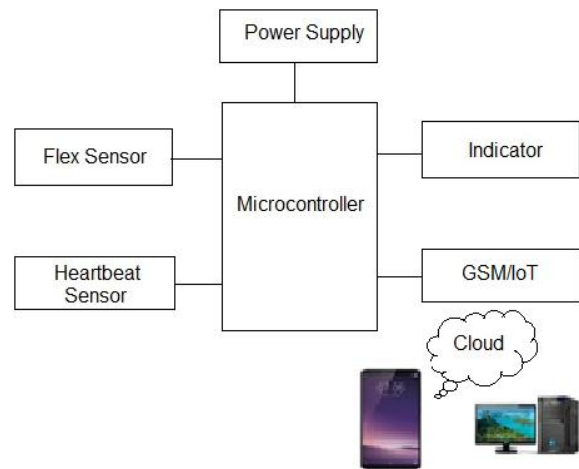 Power Supply
Flex Sensor
Microcontroller
Indicator
Heartbeat
Sensor
GSM/IoT
Cloud